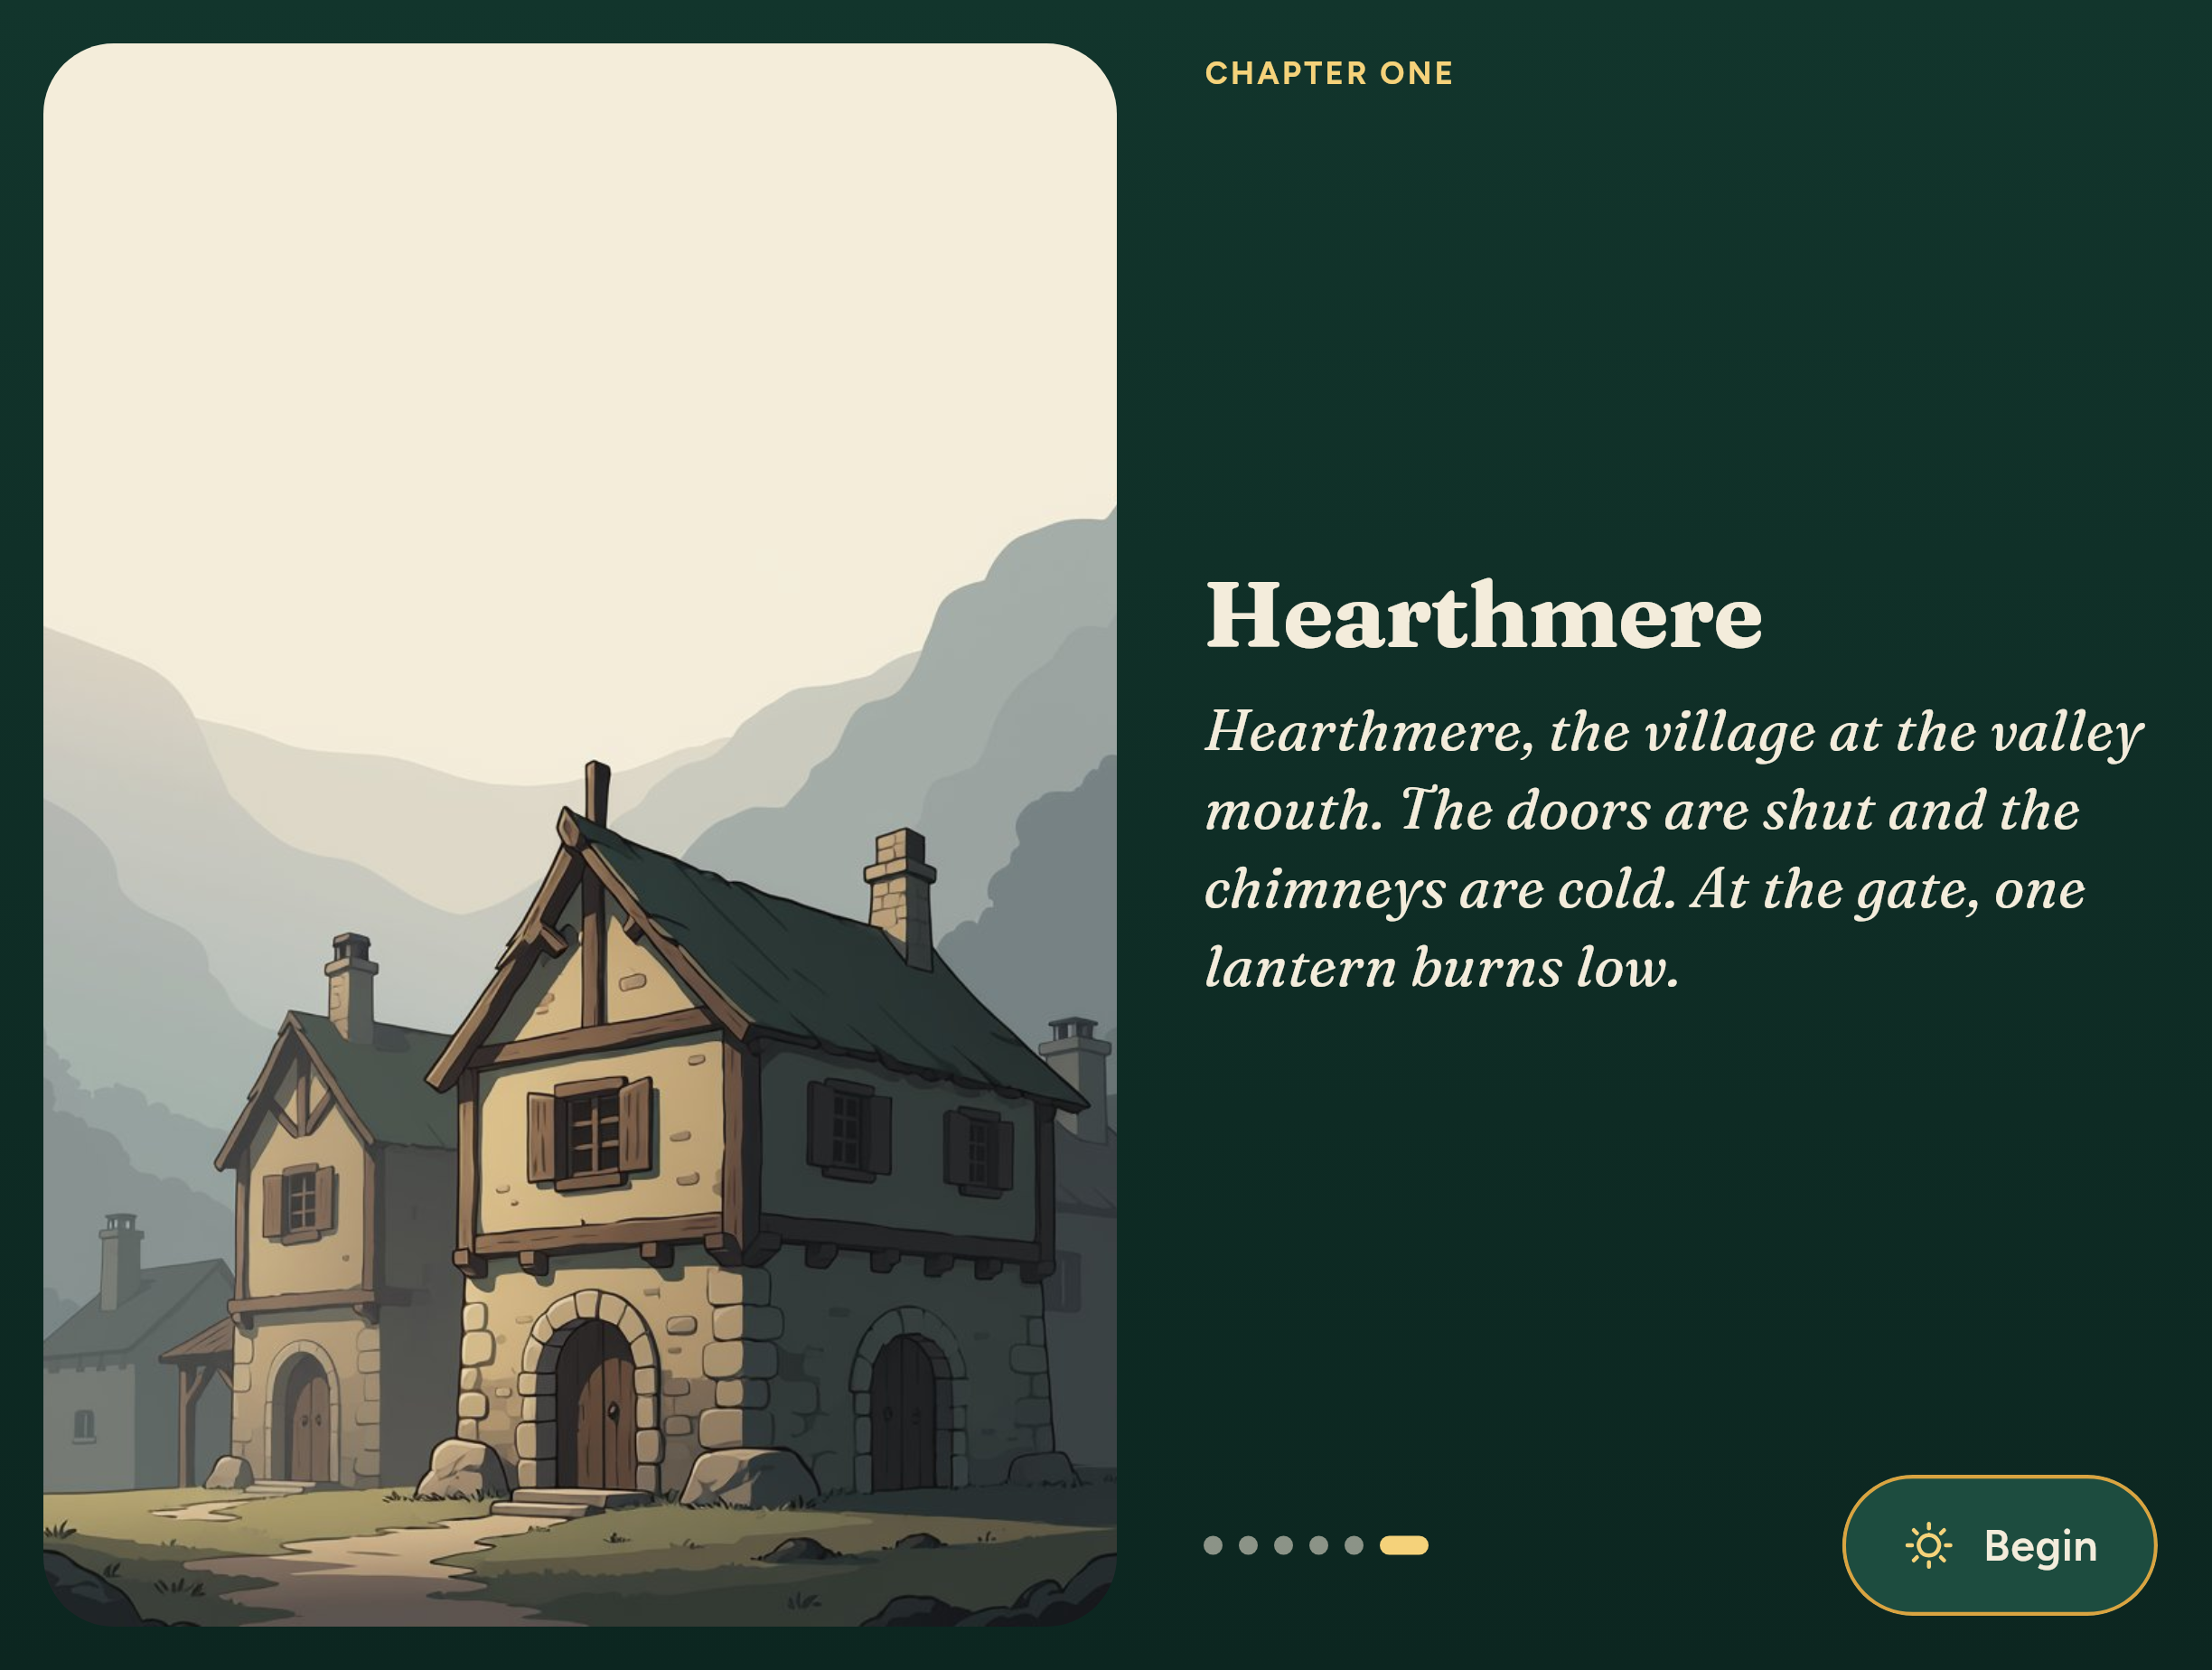 CHAPTER ONE
Hearthmere
Hearthmere, the village at the valley
mouth. The doors are shut and the
chimneys are cold. At the gate, one
lantern burns low.
Begin